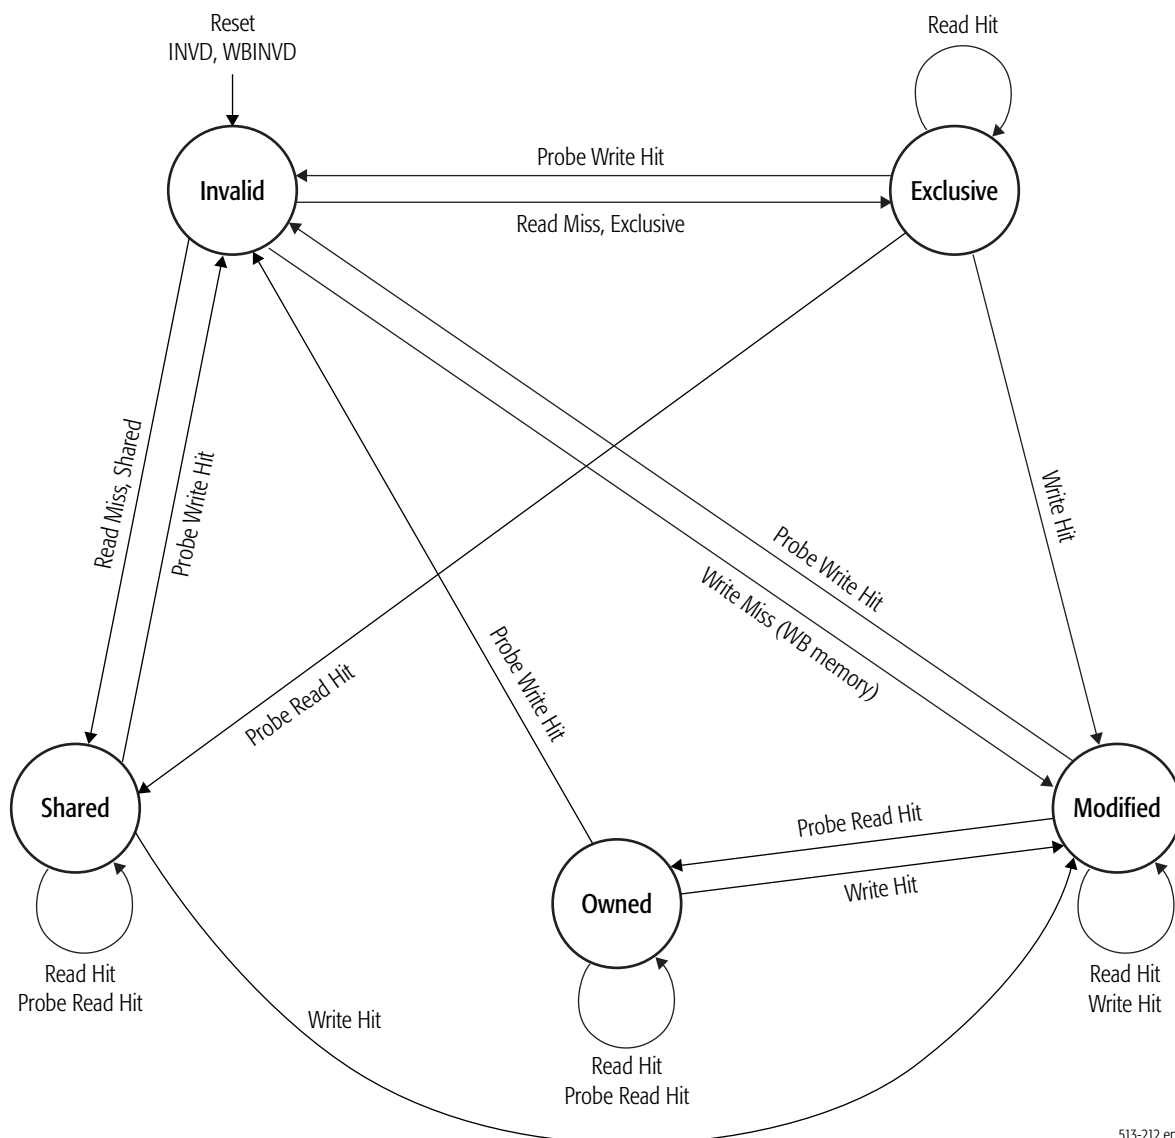 Reset
INVD, WBINVD
Read Hit
Invalid
Probe Write Hit
Exclusive
Read Miss, Exclusive
Read Miss, Shared
Probe Write Hit
Write Hit
Probe Write Hit
Write Miss (WB memory)
Probe Write Hit
Probe Read Hit
Shared
Probe Read Hit
Modified
Write Hit
Owned
Read Hit
Probe Read Hit
Read Hit
Write Hit
Write Hit
Read Hit
Probe Read Hit